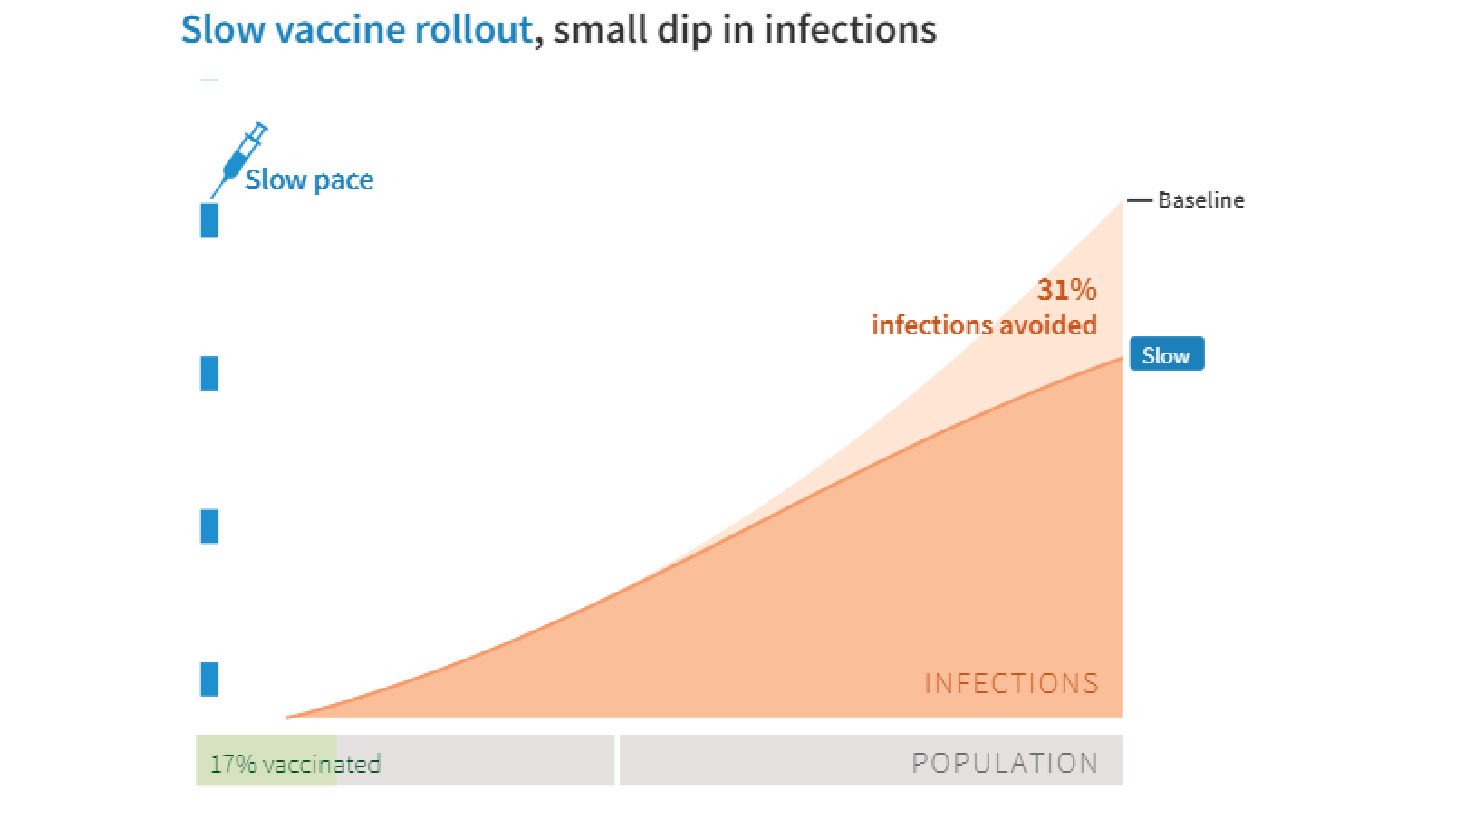 Slow vaccine rollout, small dip in infections
Slow pace
Baseline
31%
infections avoided
Slow
INFECTIONS
17% vaccinated
POPULATION